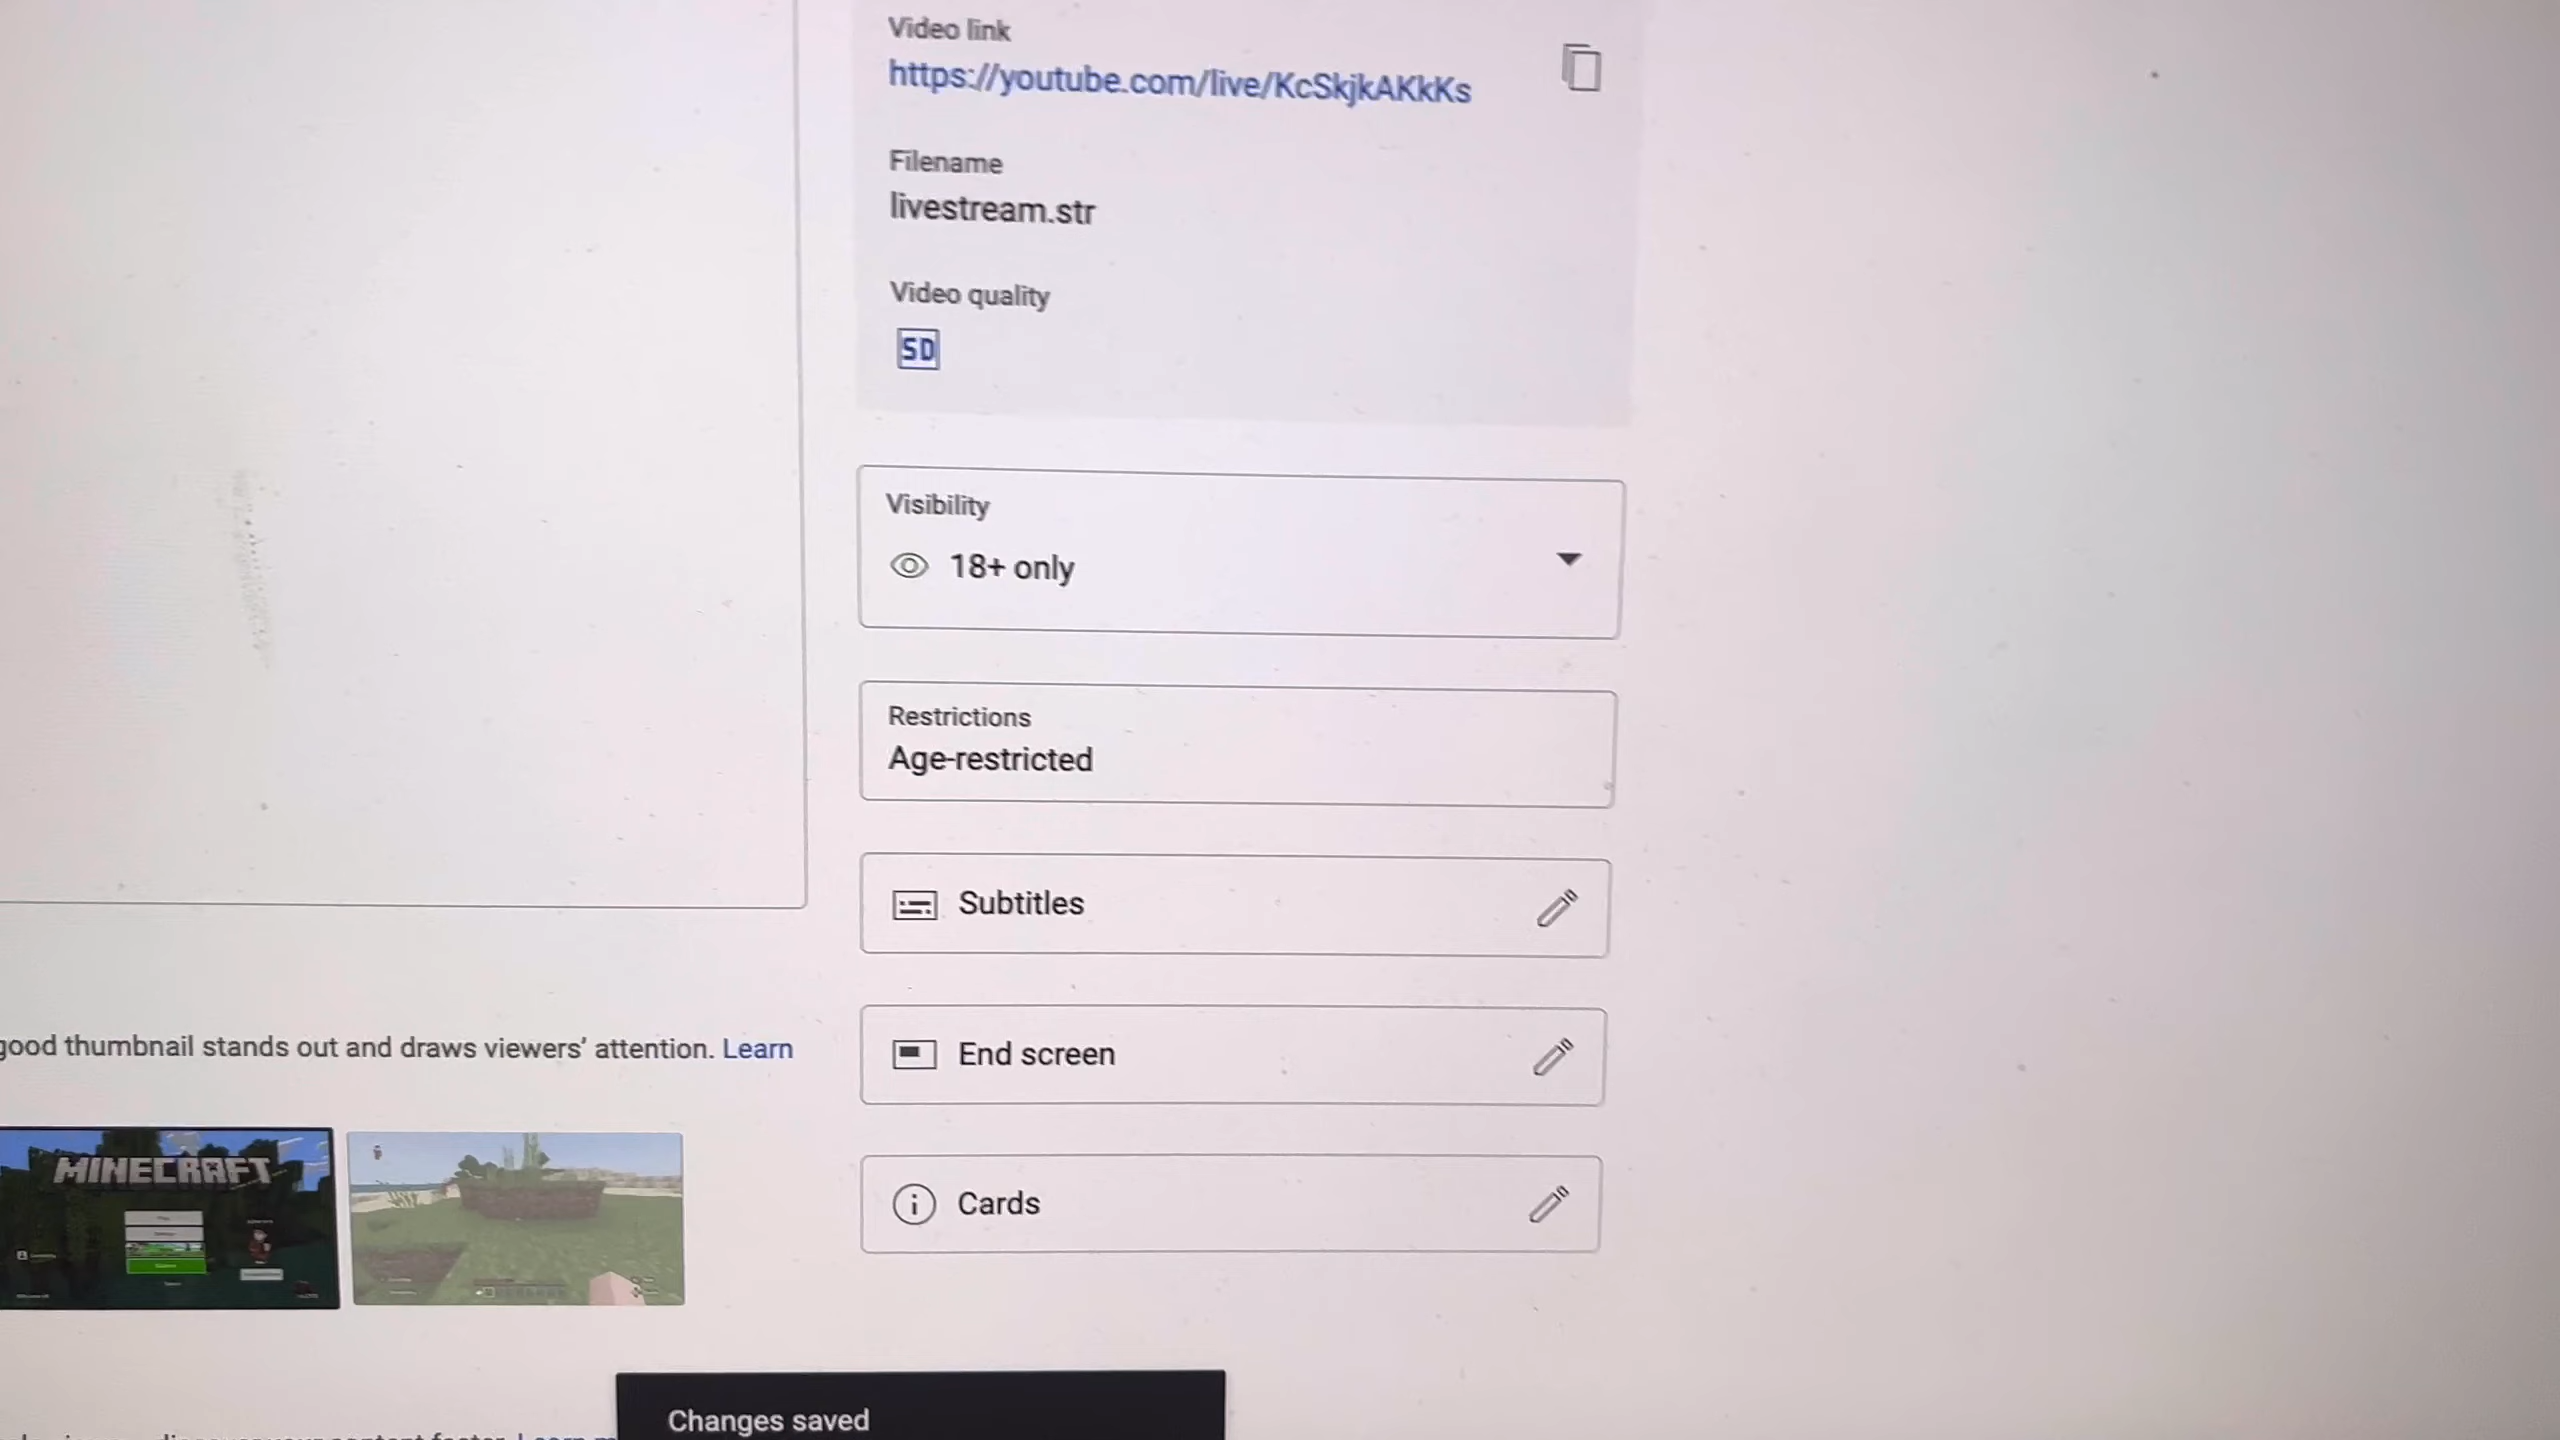 Video link
https://youtube.com/live/KcSkjkAKkKs
Filename
livestream.str
Video quality
SD
Visibility
18+ only
Restrictions
Age-restricted
Subtitles
good thumbnail stands out and draws viewers’ attention. Learn
End screen
MINECRAFT
Cards
Changes saved